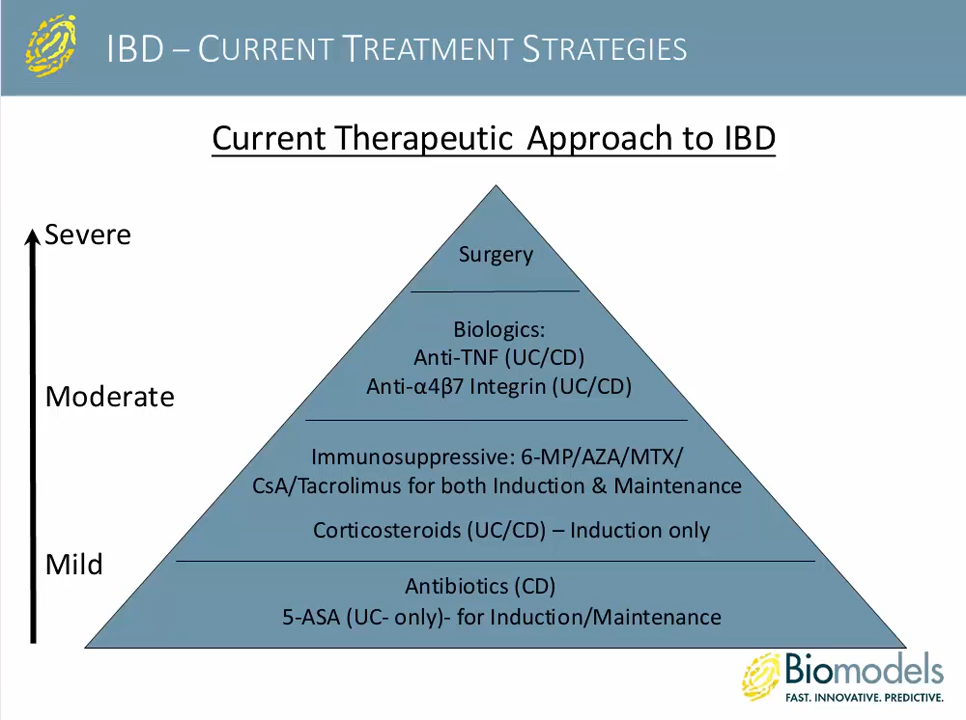 IBD – CURRENT TREATMENT STRATEGIES
Current Therapeutic Approach to IBD
Severe
Moderate
Mild
Surgery
Biologics:
Anti-TNF (UC/CD)
Anti-α4β7 Integrin (UC/CD)
Immunosuppressive: 6-MP/AZA/MTX/
CsA/Tacrolimus for both Induction & Maintenance
Corticosteroids (UC/CD) – Induction only
Antibiotics (CD)
5-ASA (UC- only)- for Induction/Maintenance
Biomodels
FAST. INNOVATIVE. PREDICTIVE.